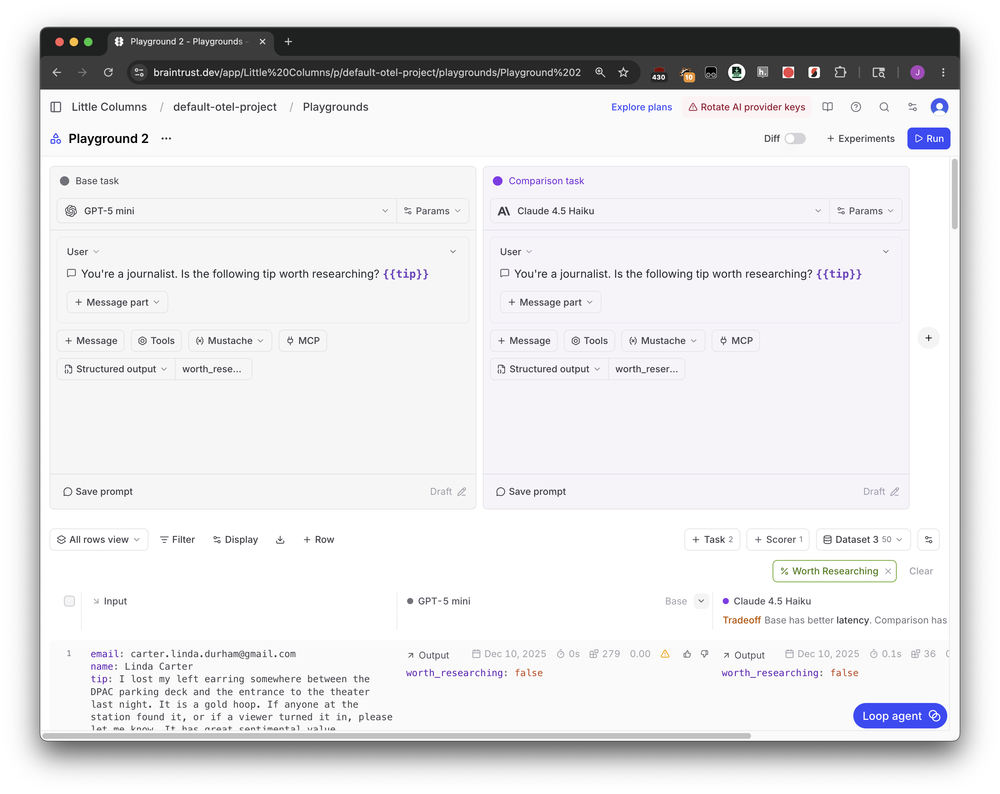 Playground 2 - Playgrounds -
braintrust.dev/app/Little%20Columns/p/default-otel-project/playgrounds/Playground%202
430
10
PDF
h.
J
Little Columns / default-otel-project / Playgrounds
Explore plans
Rotate AI provider keys
Playground 2
Diff
+ Experiments
Run
Base task
GPT-5 mini
Params
User
You're a journalist. Is the following tip worth researching? {{tip}}
+ Message part
+ Message
Tools
(x) Mustache
MCP
Structured output
worth_rese...
Save prompt
Draft
Comparison task
Claude 4.5 Haiku
Params
User
You're a journalist. Is the following tip worth researching? {{tip}}
+ Message part
+ Message
Tools
(x) Mustache
MCP
Structured output
worth_reser...
Save prompt
Draft
All rows view
Filter
Display
+ Row
+ Task 2
+ Scorer 1
Dataset 3 50
% Worth Researching
Clear
Input
GPT-5 mini
Base
Claude 4.5 Haiku
Tradeoff Base has better latency. Comparison has
1
email: carter.linda.durham@gmail.com
name: Linda Carter
tip: I lost my left earring somewhere between the
DPAC parking deck and the entrance to the theater
last night. It is a gold hoop. If anyone at the
station found it, or if a viewer turned it in, please
let me know. It has great sentimental value.
Output
Dec 10, 2025
0s
279
0.00
worth_researching: false
Output
Dec 10, 2025
0.1s
36
worth_researching: false
Loop agent